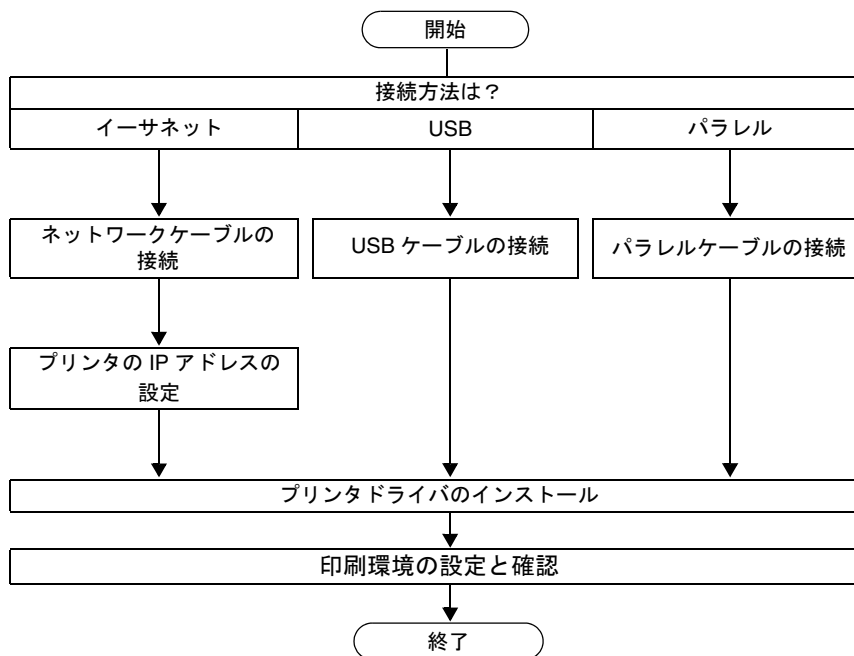 開始
接続方法は？
イーサネット
USB
パラレル
ネットワークケーブルの
接続
USB ケーブルの接続
パラレルケーブルの接続
プリンタの IP アドレスの
設定
プリンタドライバのインストール
印刷環境の設定と確認
終了